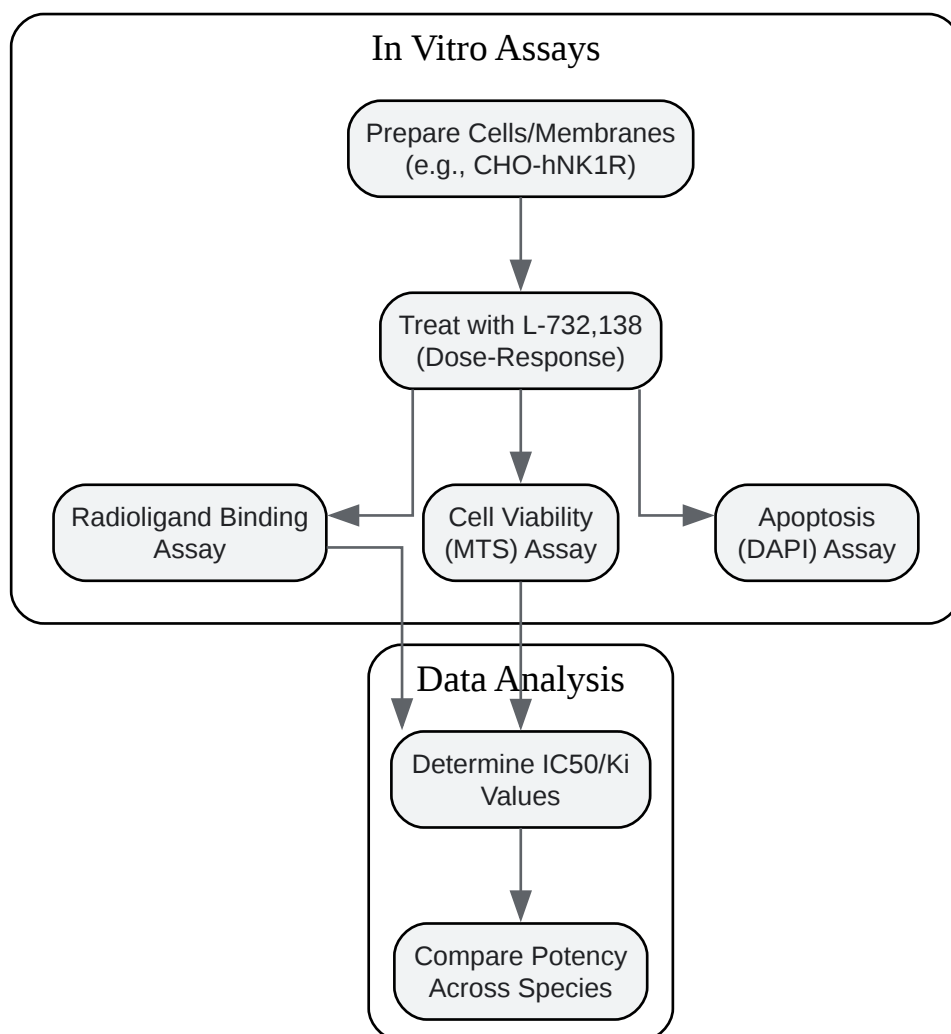 In Vitro Assays
Prepare Cells/Membranes
(e.g., CHO-hNK1R)
Treat with L-732,138
(Dose-Response)
Radioligand Binding
Assay
Cell Viability
(MTS) Assay
Apoptosis
(DAPI) Assay
Data Analysis
Determine IC50/Ki
Values
Compare Potency
Across Species